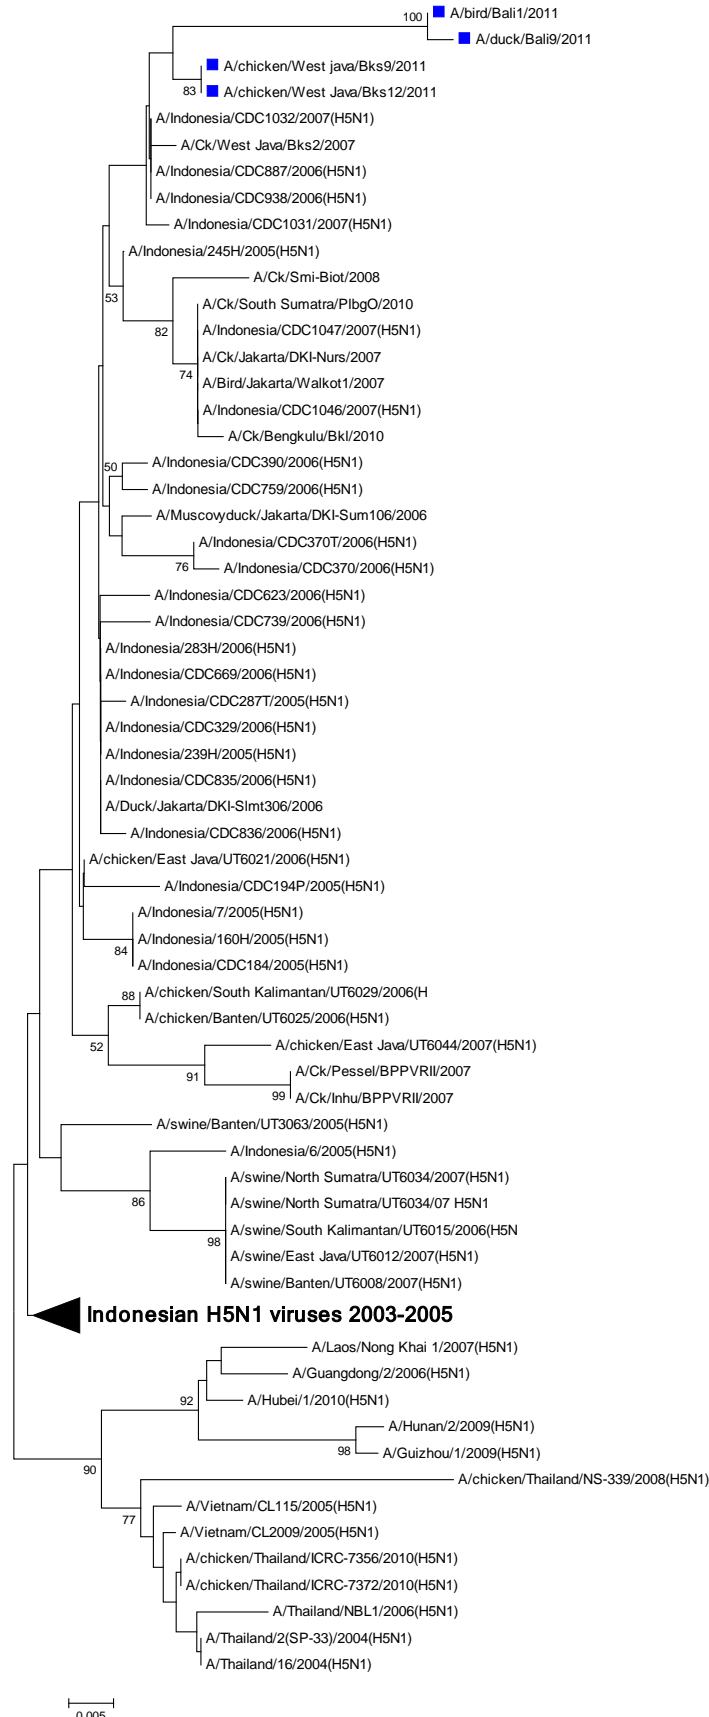 100
A/bird/Bali1/2011
A/duck/Bali9/2011
A/chicken/West java/Bks9/2011
83
A/chicken/West Java/Bks12/2011
A/Indonesia/CDC1032/2007(H5N1)
A/Ck/West Java/Bks2/2007
A/Indonesia/CDC887/2006(H5N1)
A/Indonesia/CDC938/2006(H5N1)
A/Indonesia/CDC1031/2007(H5N1)
A/Indonesia/245H/2005(H5N1)
53
A/Ck/Smi-Biot/2008
82
A/Ck/South Sumatra/PlbgO/2010
A/Indonesia/CDC1047/2007(H5N1)
A/Ck/Jakarta/DKI-Nurs/2007
74
A/Bird/Jakarta/Walkot1/2007
A/Indonesia/CDC1046/2007(H5N1)
A/Ck/Bengkulu/Bkl/2010
50
A/Indonesia/CDC390/2006(H5N1)
A/Indonesia/CDC759/2006(H5N1)
A/Muscovyduck/Jakarta/DKI-Sum106/2006
A/Indonesia/CDC370T/2006(H5N1)
76
A/Indonesia/CDC370/2006(H5N1)
A/Indonesia/CDC623/2006(H5N1)
A/Indonesia/CDC739/2006(H5N1)
A/Indonesia/283H/2006(H5N1)
A/Indonesia/CDC669/2006(H5N1)
A/Indonesia/CDC287T/2005(H5N1)
A/Indonesia/CDC329/2006(H5N1)
A/Indonesia/239H/2005(H5N1)
A/Indonesia/CDC835/2006(H5N1)
A/Duck/Jakarta/DKI-Slmt306/2006
A/Indonesia/CDC836/2006(H5N1)
A/chicken/East Java/UT6021/2006(H5N1)
A/Indonesia/CDC194P/2005(H5N1)
A/Indonesia/7/2005(H5N1)
A/Indonesia/160H/2005(H5N1)
84
A/Indonesia/CDC184/2005(H5N1)
88
A/chicken/South Kalimantan/UT6029/2006(H
A/chicken/Banten/UT6025/2006(H5N1)
52
A/chicken/East Java/UT6044/2007(H5N1)
91
A/Ck/Pessel/BPPVRII/2007
99
A/Ck/Inhu/BPPVRII/2007
A/swine/Banten/UT3063/2005(H5N1)
A/Indonesia/6/2005(H5N1)
86
A/swine/North Sumatra/UT6034/2007(H5N1)
A/swine/North Sumatra/UT6034/07 H5N1
A/swine/South Kalimantan/UT6015/2006(H5N
98
A/swine/East Java/UT6012/2007(H5N1)
A/swine/Banten/UT6008/2007(H5N1)
Indonesian H5N1 viruses 2003-2005
A/Laos/Nong Khai 1/2007(H5N1)
A/Guangdong/2/2006(H5N1)
92
A/Hubei/1/2010(H5N1)
A/Hunan/2/2009(H5N1)
98
A/Guizhou/1/2009(H5N1)
90
A/chicken/Thailand/NS-339/2008(H5N1)
77
A/Vietnam/CL115/2005(H5N1)
A/Vietnam/CL2009/2005(H5N1)
A/chicken/Thailand/ICRC-7356/2010(H5N1)
A/chicken/Thailand/ICRC-7372/2010(H5N1)
A/Thailand/NBL1/2006(H5N1)
A/Thailand/2(SP-33)/2004(H5N1)
A/Thailand/16/2004(H5N1)
0.005